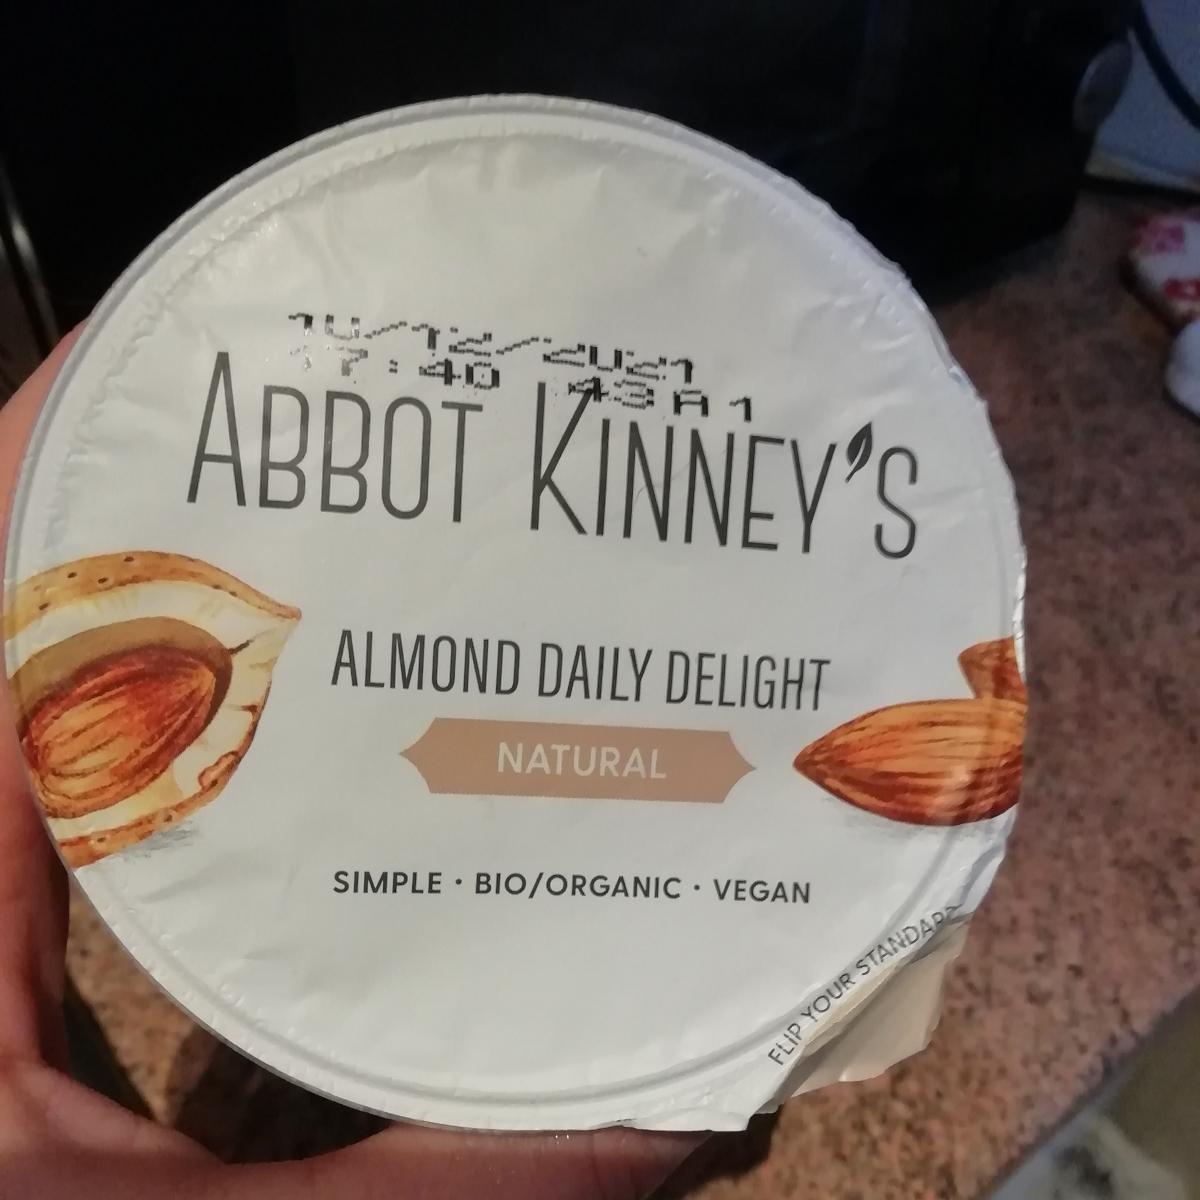 14/12/2021
17:40 43A1
ABBOT KINNEY'S
ALMOND DAILY DELIGHT
NATURAL
SIMPLE · BIO/ORGANIC · VEGAN
FLIP YOUR STANDARD